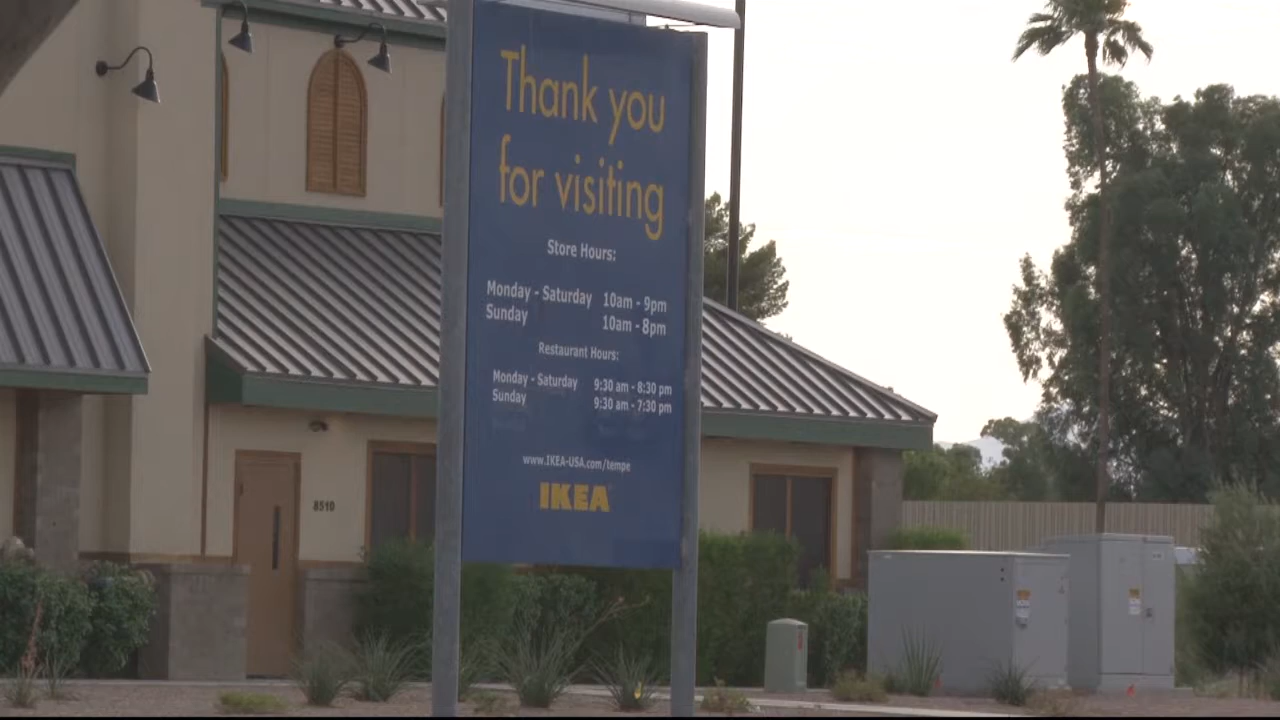 Thank you
for visiting
Store Hours:
Monday - Saturday 10am - 9pm
Sunday 10am - 8pm
Restaurant Hours:
Monday - Saturday 9:30 am - 8:30 pm
Sunday 9:30 am - 7:30 pm
www.IKEA-USA.com/tempe
IKEA
8510